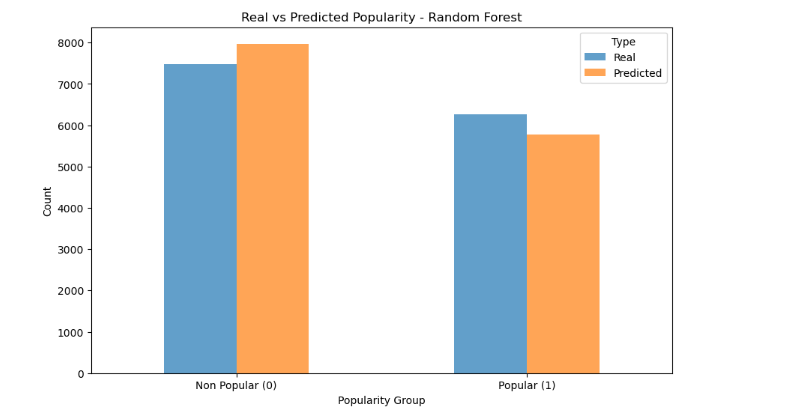 Real vs Predicted Popularity - Random Forest
Type
Real
Predicted
8000
7000
6000
5000
4000
3000
2000
1000
0
Count
Non Popular (0)
Popular (1)
Popularity Group